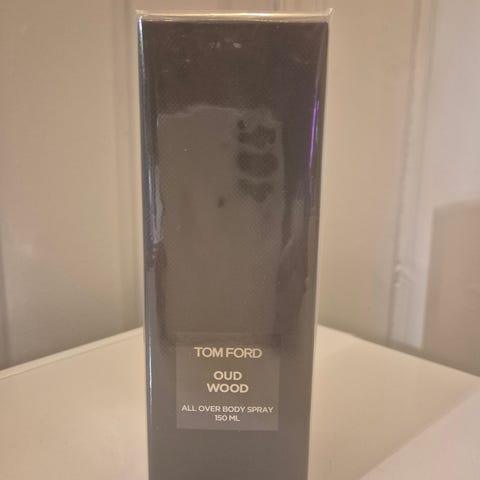 TOM FORD
OUD
WOOD
ALL OVER BODY SPRAY
150 ML